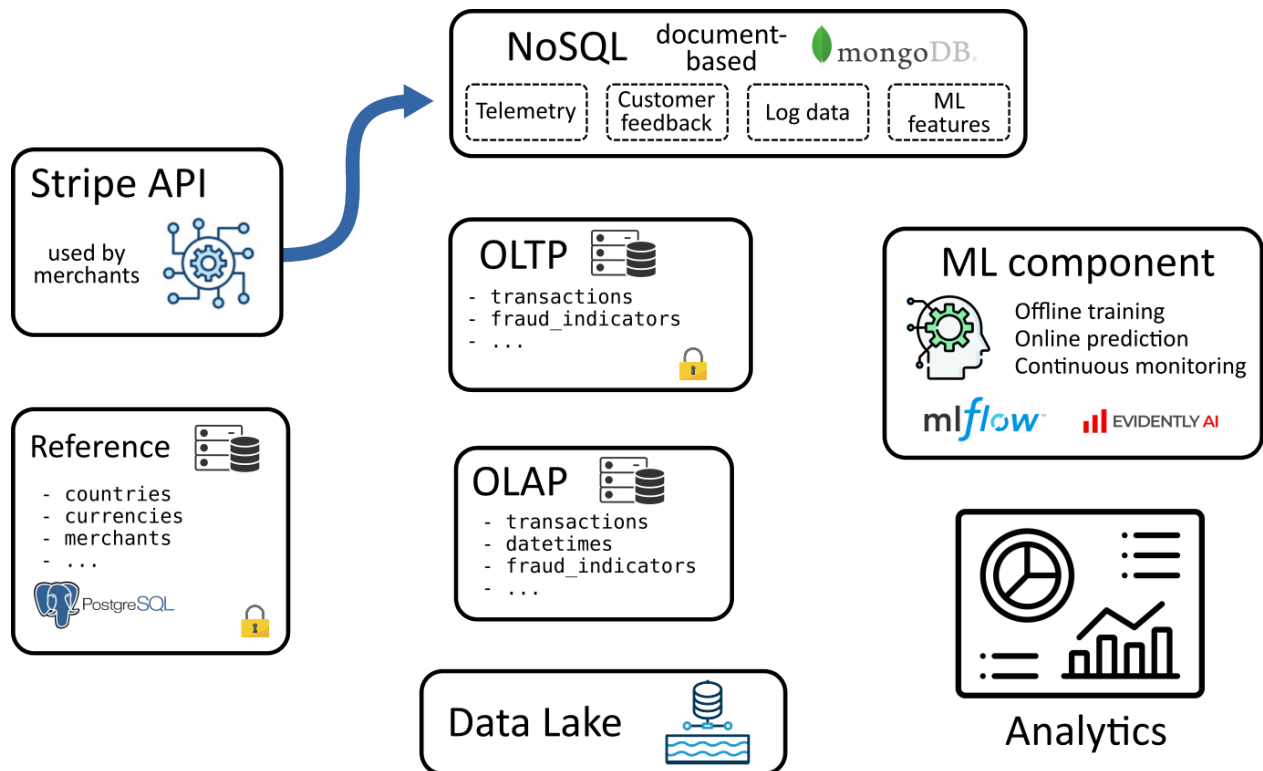 NoSQL
document-
based
mongoDB®
Telemetry
Customer
feedback
Log data
ML
features
Stripe API
used by
merchants
OLTP
- transactions
- fraud_indicators
- ...
ML component
Offline training
Online prediction
Continuous monitoring
mlflow™
EVIDENTLY AI
Reference
- countries
- currencies
- merchants
- ...
PostgreSQL
OLAP
- transactions
- datetimes
- fraud_indicators
- ...
Data Lake
Analytics